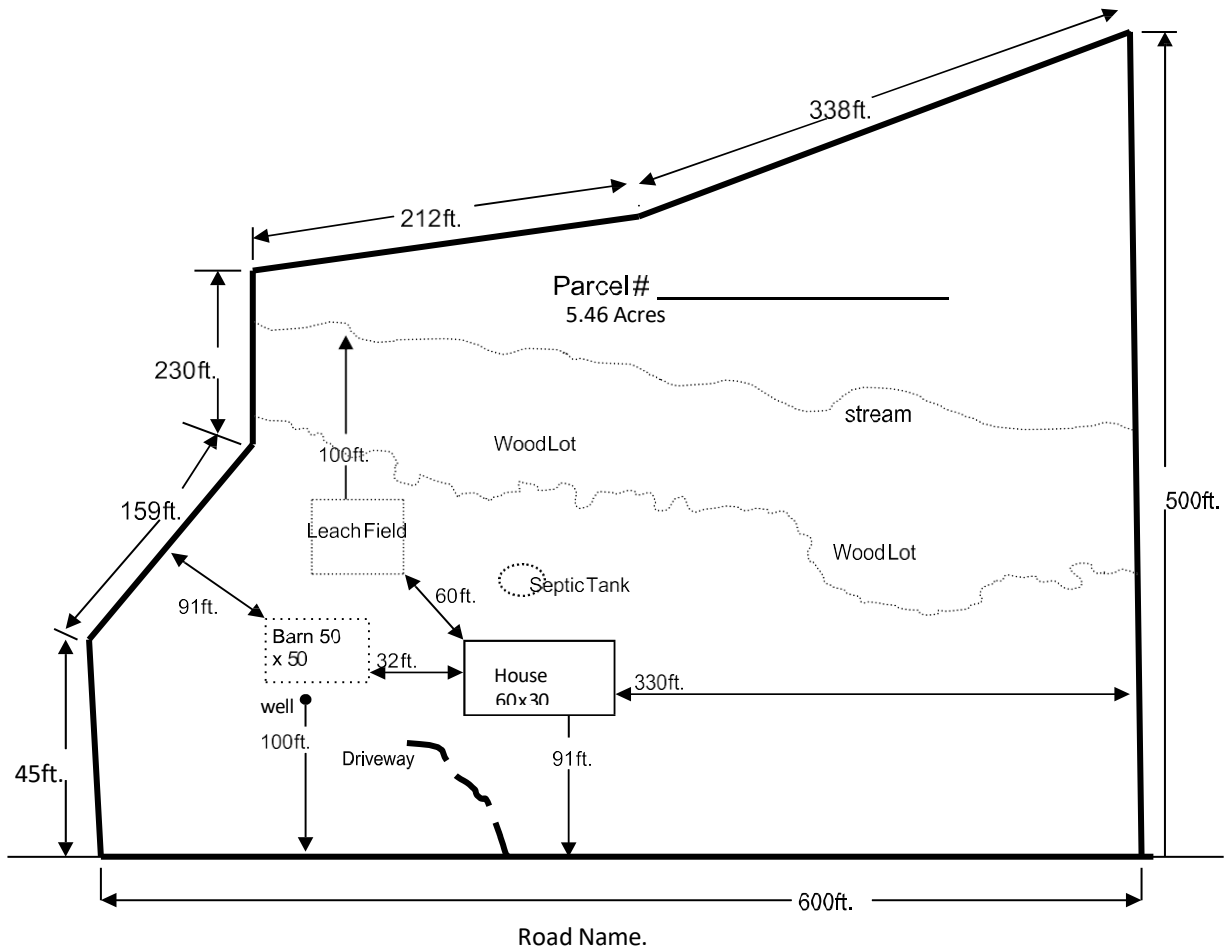 338ft.
212ft.
Parcel# 
5.46 Acres
230ft.
stream
WoodLot
100ft.
500ft.
159ft.
Leach Field
WoodLot
Septic Tank
60ft.
91ft.
Barn 50
x 50
32ft.
House
60x30
330ft.
well
100ft.
Driveway
91ft.
45ft.
600ft.
Road Name.